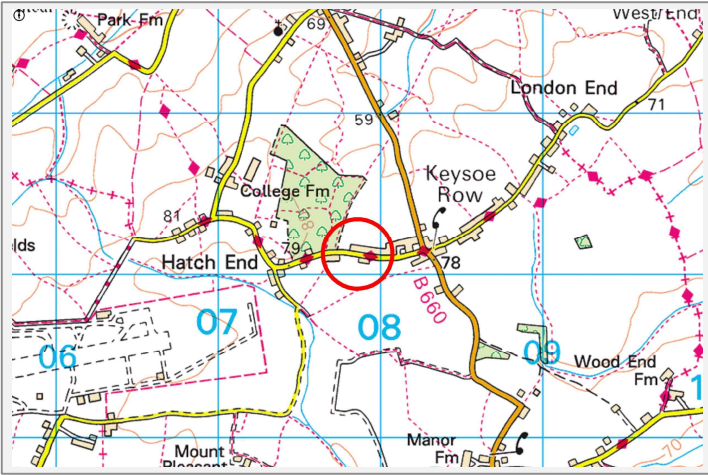 Park Fm
69
West End
London End
71
59
Keysoe
Row
College Fm
81
79
Hatch End
78
B660
07
08
06
09
Wood End
Fm
1
70
Manor
Fm
Mount
Pleasant